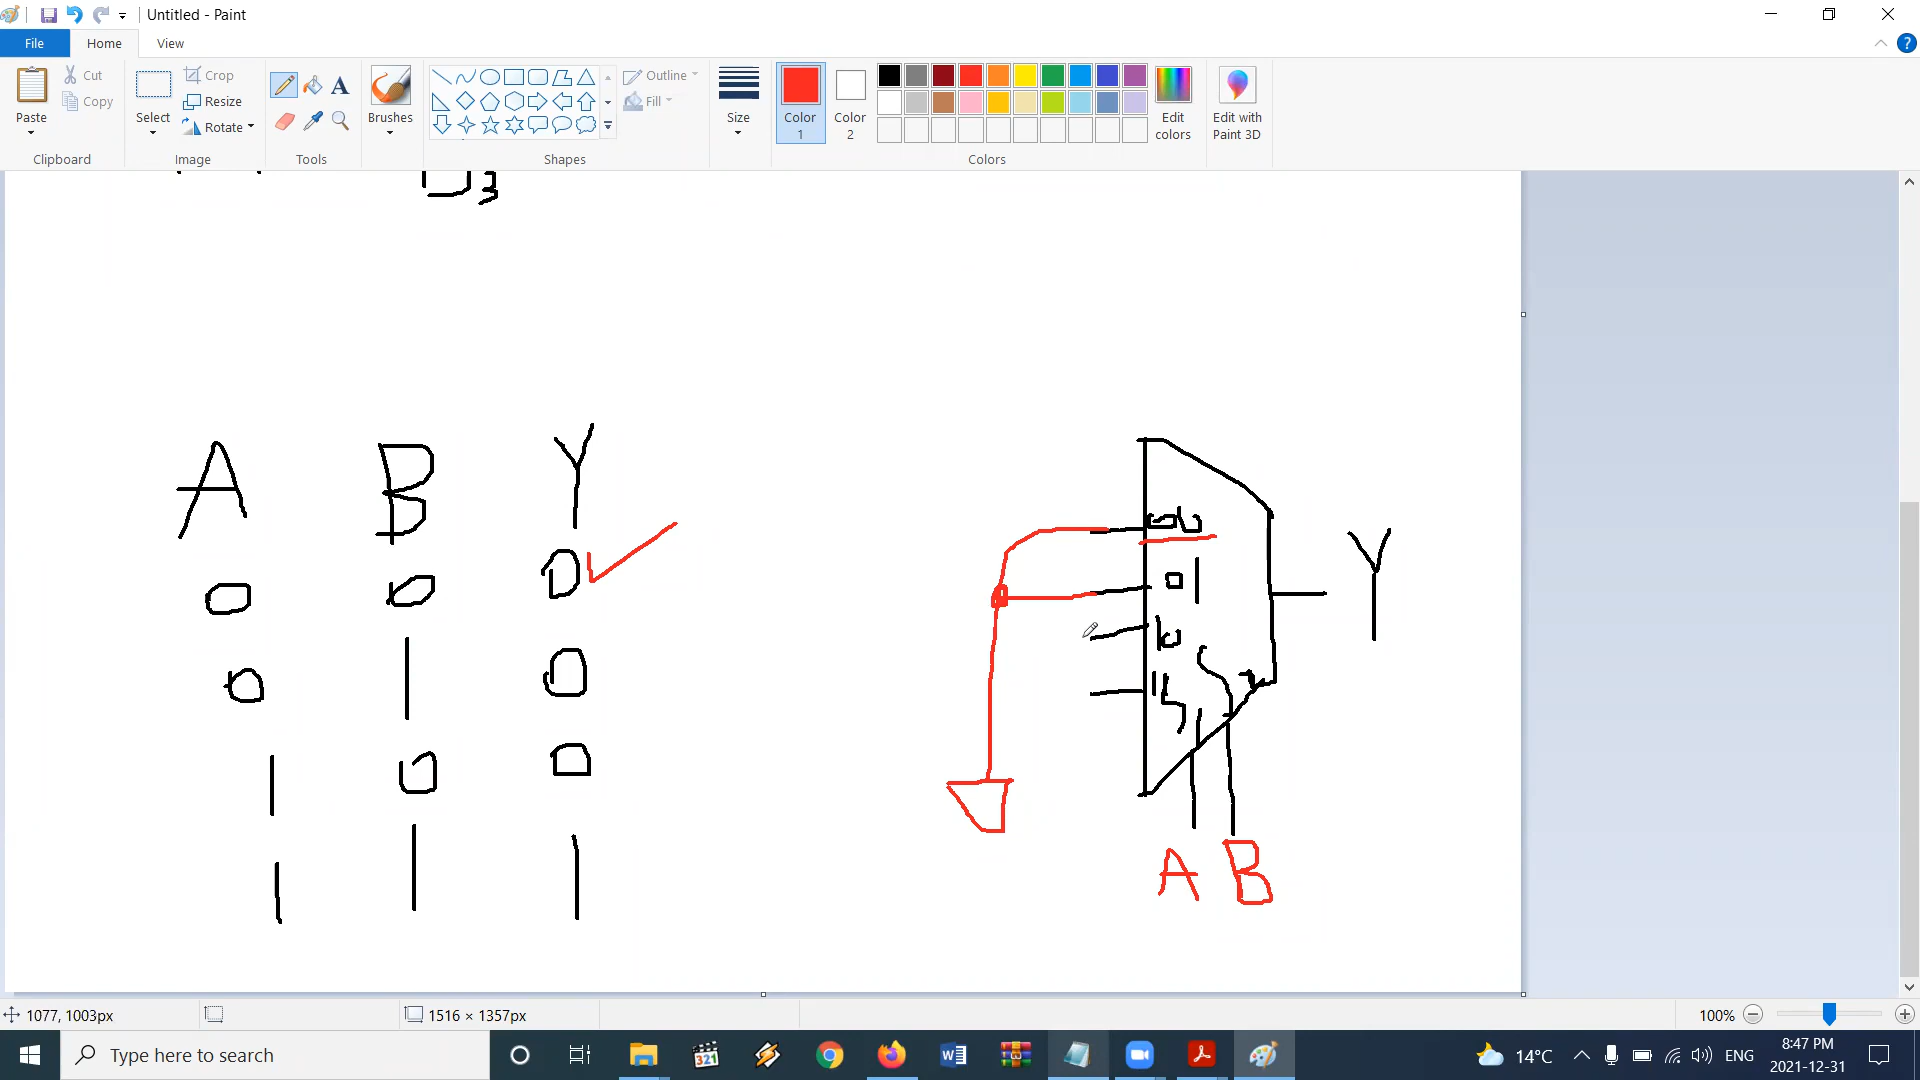 Untitled - Paint
File Home View
Paste
Cut
Copy
Clipboard
Select
Crop
Resize
Rotate
Image
A
Tools
Brushes
Shapes
Outline
Fill
Size
Color 1
Color 2
Colors
Edit colors
Edit with Paint 3D
D3
A B Y
0 0 0
0 1 0
1 0 0
1 1 1
00
01
10
11
Y
A B
1077, 1003px
1516 × 1357px
100%
Type here to search
321
14°C
ENG
8:47 PM
2021-12-31